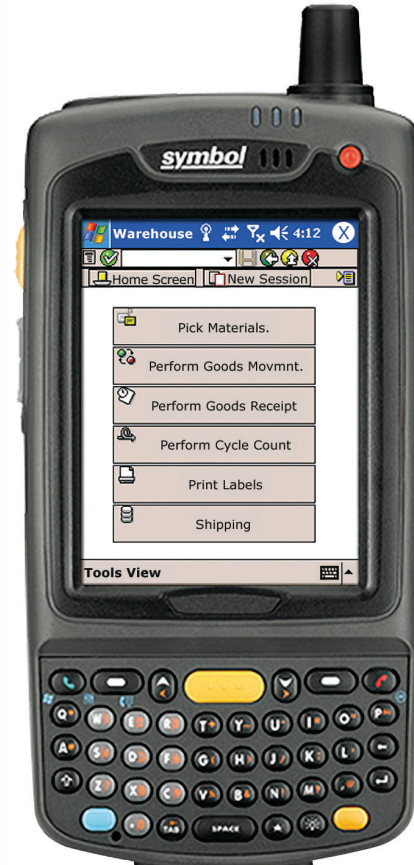 symbol
Warehouse 4:12
Home Screen New Session
Pick Materials.
Perform Goods Movmnt.
Perform Goods Receipt
Perform Cycle Count
Print Labels
Shipping
Tools View
Q W E R T Y U I O P
A S D F G H J K L
Z X C V B N M
TAB SPACE